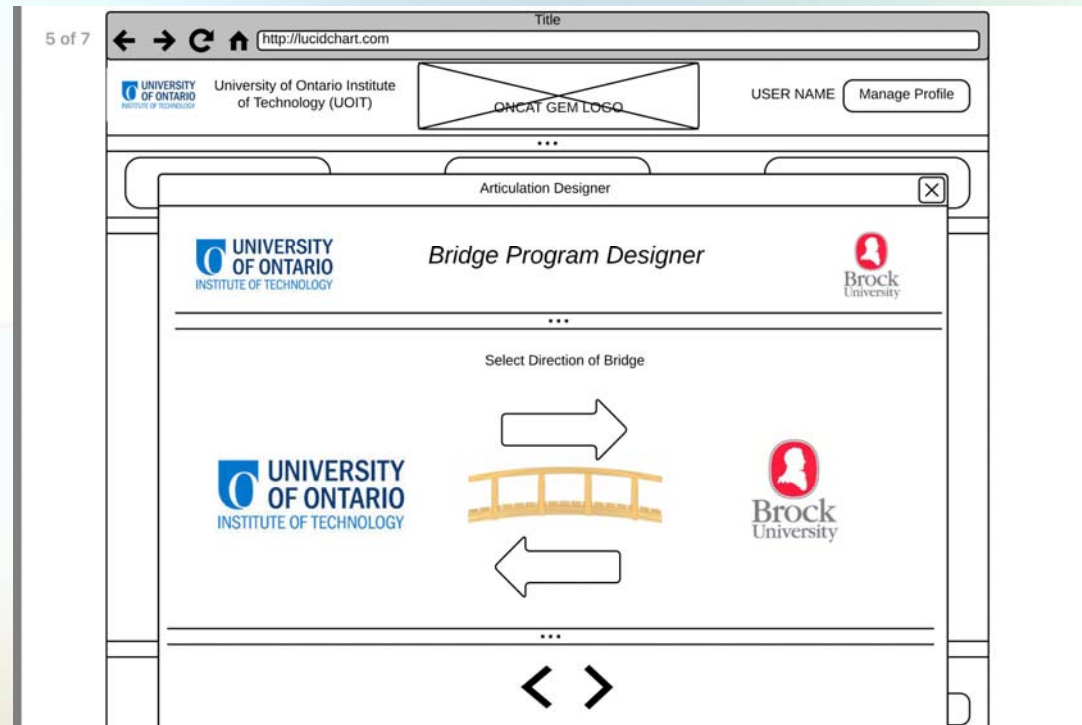 Title
5 of 7
http://lucidchart.com
UNIVERSITY
OF ONTARIO
INSTITUTE OF TECHNOLOGY
University of Ontario Institute
of Technology (UOIT)
ONCAT GEM LOGO
USER NAME
Manage Profile
Articulation Designer
UNIVERSITY
OF ONTARIO
INSTITUTE OF TECHNOLOGY
Bridge Program Designer
Brock
University
Select Direction of Bridge
UNIVERSITY
OF ONTARIO
INSTITUTE OF TECHNOLOGY
Brock
University